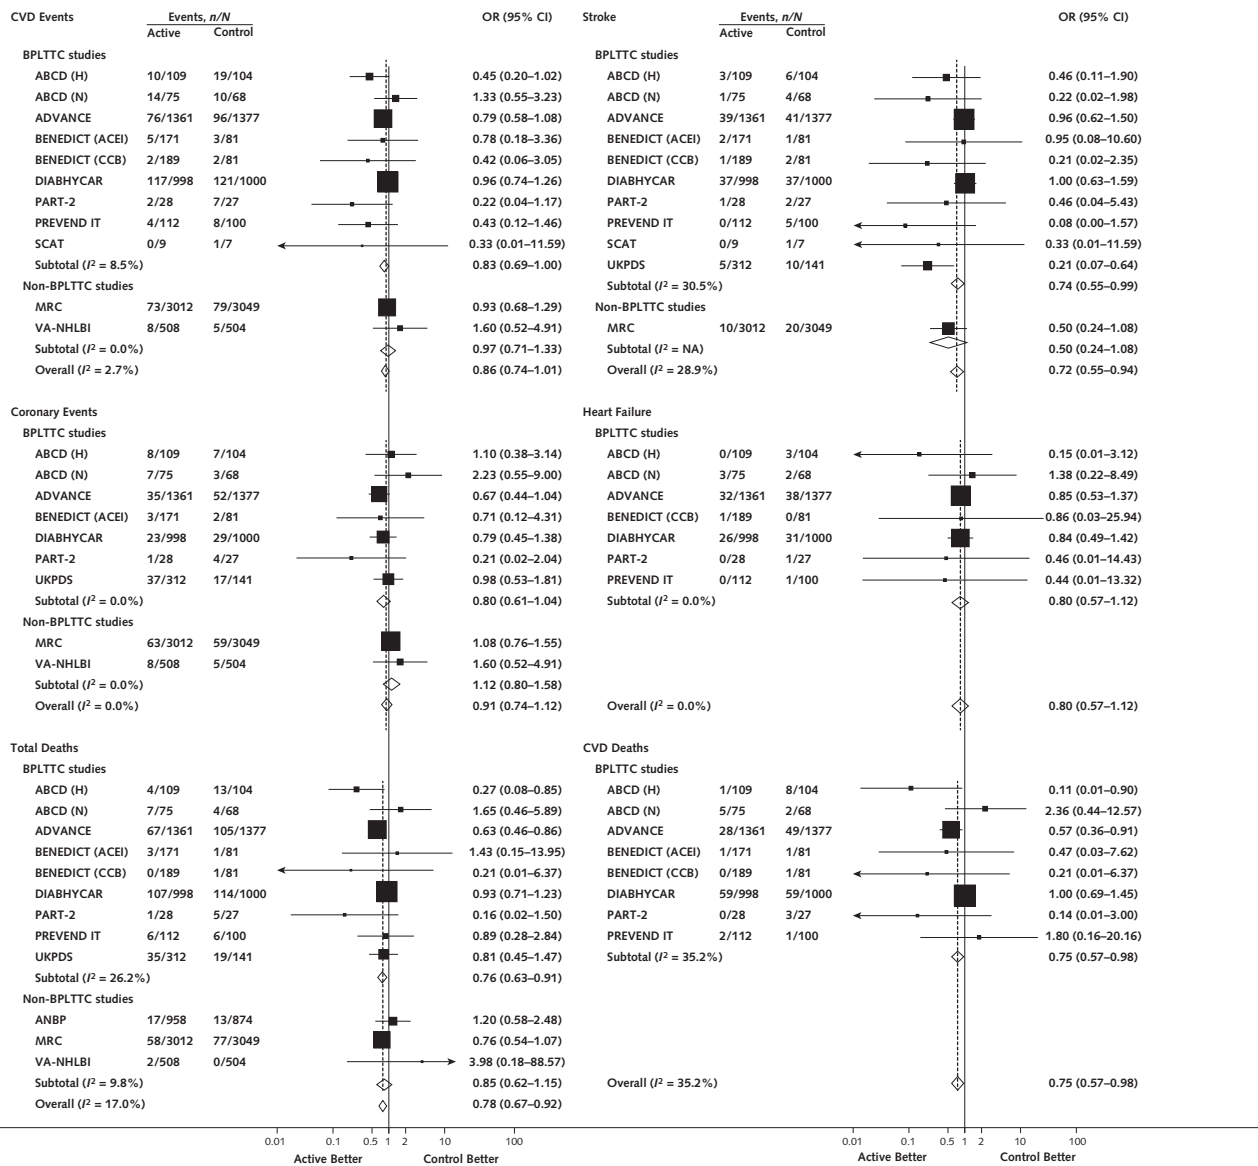 CVD Events Events, n/N OR (95% CI)
Active Control
BPLTTC studies
ABCD (H) 10/109 19/104 0.45 (0.20–1.02)
ABCD (N) 14/75 10/68 1.33 (0.55–3.23)
ADVANCE 76/1361 96/1377 0.79 (0.58–1.08)
BENEDICT (ACEI) 5/171 3/81 0.78 (0.18–3.36)
BENEDICT (CCB) 2/189 2/81 0.42 (0.06–3.05)
DIABHYCAR 117/998 121/1000 0.96 (0.74–1.26)
PART-2 2/28 7/27 0.22 (0.04–1.17)
PREVEND IT 4/112 8/100 0.43 (0.12–1.46)
SCAT 0/9 1/7 0.33 (0.01–11.59)
Subtotal (I² = 8.5%) 0.83 (0.69–1.00)
Non-BPLTTC studies
MRC 73/3012 79/3049 0.93 (0.68–1.29)
VA-NHLBI 8/508 5/504 1.60 (0.52–4.91)
Subtotal (I² = 0.0%) 0.97 (0.71–1.33)
Overall (I² = 2.7%) 0.86 (0.74–1.01)
Stroke Events, n/N OR (95% CI)
Active Control
BPLTTC studies
ABCD (H) 3/109 6/104 0.46 (0.11–1.90)
ABCD (N) 1/75 4/68 0.22 (0.02–1.98)
ADVANCE 39/1361 41/1377 0.96 (0.62–1.50)
BENEDICT (ACEI) 2/171 1/81 0.95 (0.08–10.60)
BENEDICT (CCB) 1/189 2/81 0.21 (0.02–2.35)
DIABHYCAR 37/998 37/1000 1.00 (0.63–1.59)
PART-2 1/28 2/27 0.46 (0.04–5.43)
PREVEND IT 0/112 5/100 0.08 (0.00–1.57)
SCAT 0/9 1/7 0.33 (0.01–11.59)
UKPDS 5/312 10/141 0.21 (0.07–0.64)
Subtotal (I² = 30.5%) 0.74 (0.55–0.99)
Non-BPLTTC studies
MRC 10/3012 20/3049 0.50 (0.24–1.08)
Subtotal (I² = NA) 0.50 (0.24–1.08)
Overall (I² = 28.9%) 0.72 (0.55–0.94)
Coronary Events
BPLTTC studies
ABCD (H) 8/109 7/104 1.10 (0.38–3.14)
ABCD (N) 7/75 3/68 2.23 (0.55–9.00)
ADVANCE 35/1361 52/1377 0.67 (0.44–1.04)
BENEDICT (ACEI) 3/171 2/81 0.71 (0.12–4.31)
DIABHYCAR 23/998 29/1000 0.79 (0.45–1.38)
PART-2 1/28 4/27 0.21 (0.02–2.04)
UKPDS 37/312 17/141 0.98 (0.53–1.81)
Subtotal (I² = 0.0%) 0.80 (0.61–1.04)
Non-BPLTTC studies
MRC 63/3012 59/3049 1.08 (0.76–1.55)
VA-NHLBI 8/508 5/504 1.60 (0.52–4.91)
Subtotal (I² = 0.0%) 1.12 (0.80–1.58)
Overall (I² = 0.0%) 0.91 (0.74–1.12)
Heart Failure
BPLTTC studies
ABCD (H) 0/109 3/104 0.15 (0.01–3.12)
ABCD (N) 3/75 2/68 1.38 (0.22–8.49)
ADVANCE 32/1361 38/1377 0.85 (0.53–1.37)
BENEDICT (CCB) 1/189 0/81 0.86 (0.03–25.94)
DIABHYCAR 26/998 31/1000 0.84 (0.49–1.42)
PART-2 0/28 1/27 0.46 (0.01–14.43)
PREVEND IT 0/112 1/100 0.44 (0.01–13.32)
Subtotal (I² = 0.0%) 0.80 (0.57–1.12)
Overall (I² = 0.0%) 0.80 (0.57–1.12)
Total Deaths
BPLTTC studies
ABCD (H) 4/109 13/104 0.27 (0.08–0.85)
ABCD (N) 7/75 4/68 1.65 (0.46–5.89)
ADVANCE 67/1361 105/1377 0.63 (0.46–0.86)
BENEDICT (ACEI) 3/171 1/81 1.43 (0.15–13.95)
BENEDICT (CCB) 0/189 1/81 0.21 (0.01–6.37)
DIABHYCAR 107/998 114/1000 0.93 (0.71–1.23)
PART-2 1/28 5/27 0.16 (0.02–1.50)
PREVEND IT 6/112 6/100 0.89 (0.28–2.84)
UKPDS 35/312 19/141 0.81 (0.45–1.47)
Subtotal (I² = 26.2%) 0.76 (0.63–0.91)
Non-BPLTTC studies
ANBP 17/958 13/874 1.20 (0.58–2.48)
MRC 58/3012 77/3049 0.76 (0.54–1.07)
VA-NHLBI 2/508 0/504 3.98 (0.18–88.57)
Subtotal (I² = 9.8%) 0.85 (0.62–1.15)
Overall (I² = 17.0%) 0.78 (0.67–0.92)
CVD Deaths
BPLTTC studies
ABCD (H) 1/109 8/104 0.11 (0.01–0.90)
ABCD (N) 5/75 2/68 2.36 (0.44–12.57)
ADVANCE 28/1361 49/1377 0.57 (0.36–0.91)
BENEDICT (ACEI) 1/171 1/81 0.47 (0.03–7.62)
BENEDICT (CCB) 0/189 1/81 0.21 (0.01–6.37)
DIABHYCAR 59/998 59/1000 1.00 (0.69–1.45)
PART-2 0/28 3/27 0.14 (0.01–3.00)
PREVEND IT 2/112 1/100 1.80 (0.16–20.16)
Subtotal (I² = 35.2%) 0.75 (0.57–0.98)
Overall (I² = 35.2%) 0.75 (0.57–0.98)
0.01 0.1 0.5 1 2 10 100
Active Better Control Better
0.01 0.1 0.5 1 2 10 100
Active Better Control Better